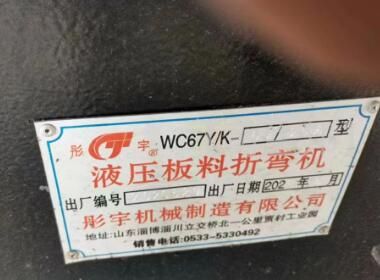 彤宇® WC67Y/K- 型
液压板料折弯机
出厂编号 出厂日期 202 年 月
彤宇机械制造有限公司
地址:山东淄博淄川立交桥北一公里贾村工业园
销售电话:0533-5330492